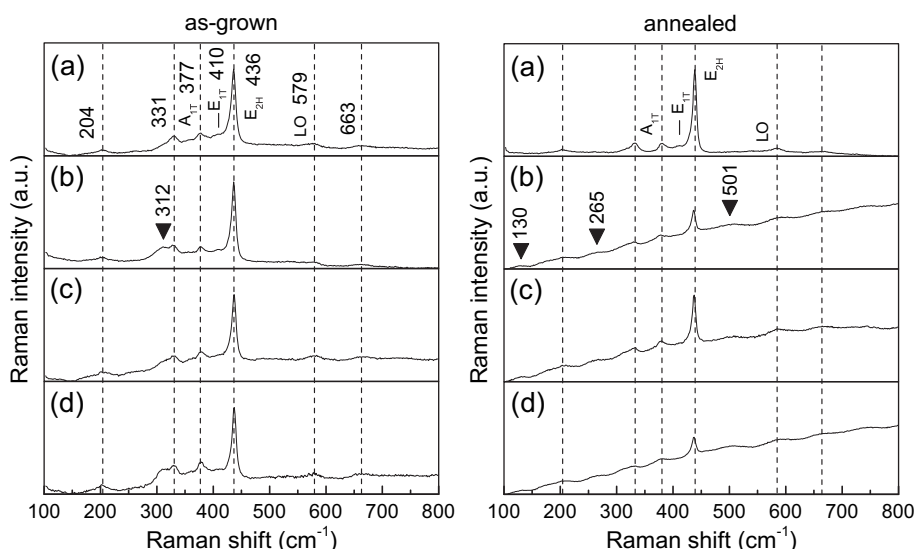 as-grown
(a)
204
331
A1T 377
— E1T 410
E2H 436
LO 579
663
(b)
312
(c)
(d)
100 200 300 400 500 600 700 800
Raman shift (cm-1)
Raman intensity (a.u.)
annealed
(a)
A1T
— E1T
E2H
LO
(b)
130
265
501
(c)
(d)
100 200 300 400 500 600 700 800
Raman shift (cm-1)
Raman intensity (a.u.)